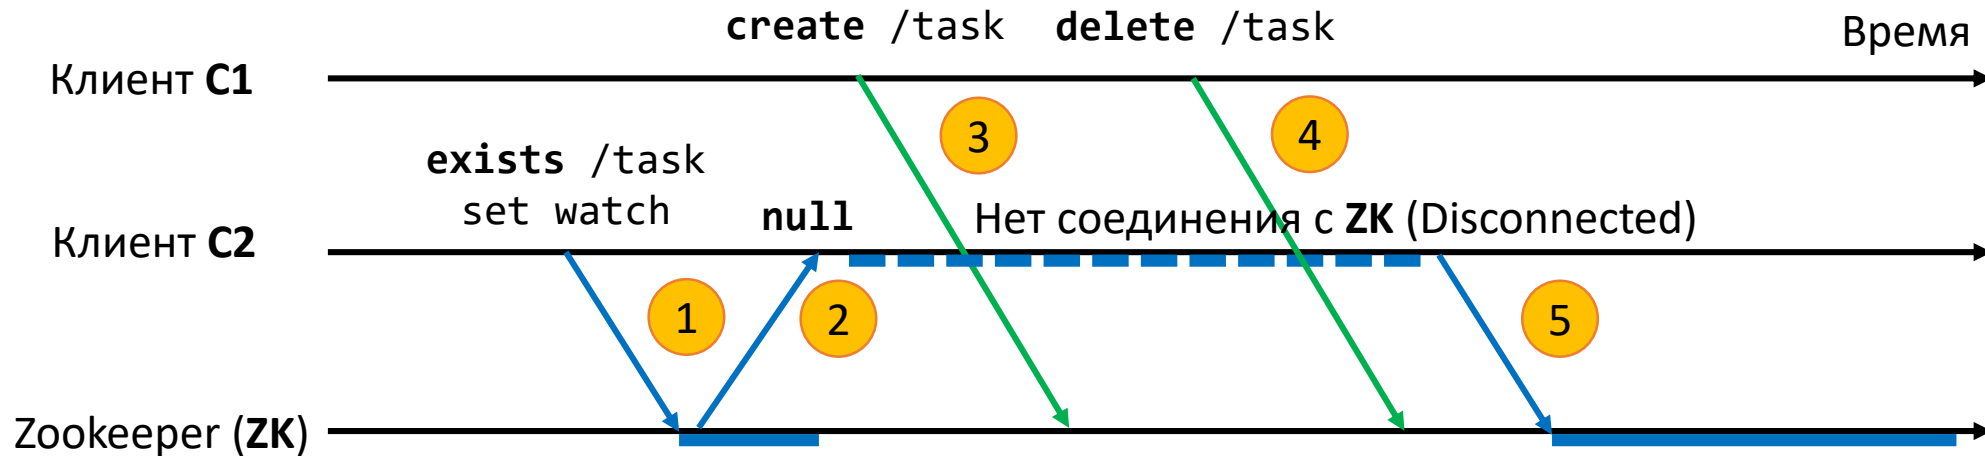 create /task delete /task
Время
Клиент C1
3
4
exists /task
set watch
null
Нет соединения с ZK (Disconnected)
Клиент C2
1
2
5
Zookeeper (ZK)